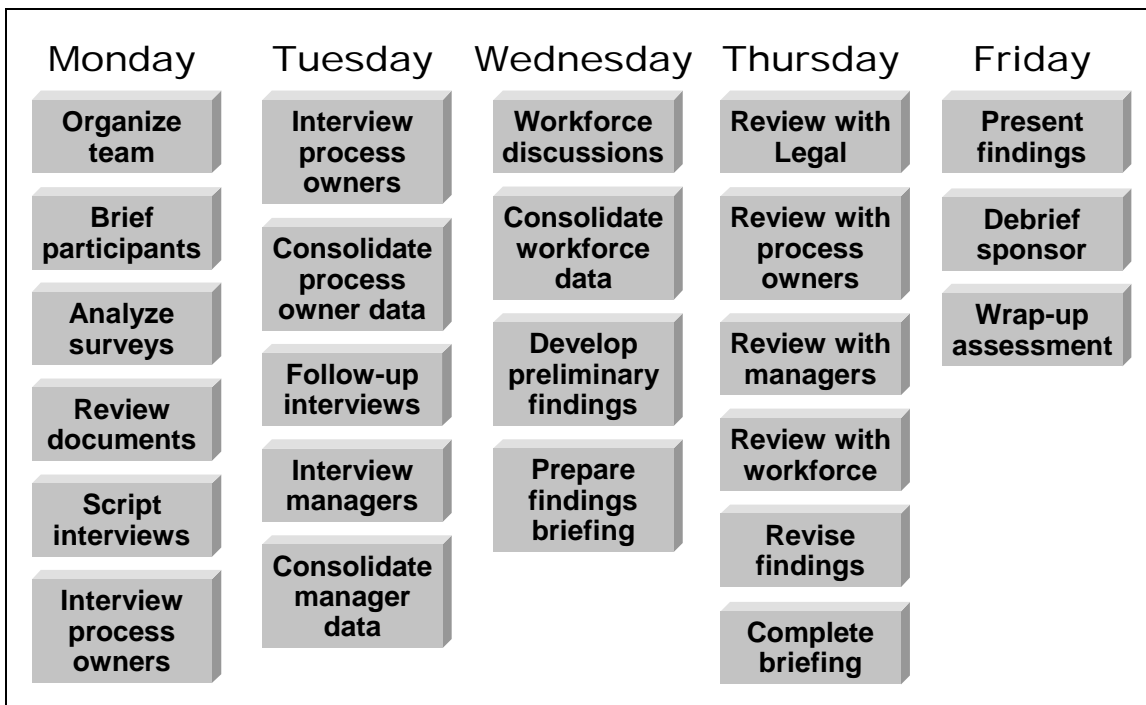 Monday
Organize
team
Brief
participants
Analyze
surveys
Review
documents
Script
interviews
Interview
process
owners
Tuesday
Interview
process
owners
Consolidate
process
owner data
Follow-up
interviews
Interview
managers
Consolidate
manager
data
Wednesday
Workforce
discussions
Consolidate
workforce
data
Develop
preliminary
findings
Prepare
findings
briefing
Thursday
Review with
Legal
Review with
process
owners
Review with
managers
Review with
workforce
Revise
findings
Complete
briefing
Friday
Present
findings
Debrief
sponsor
Wrap-up
assessment